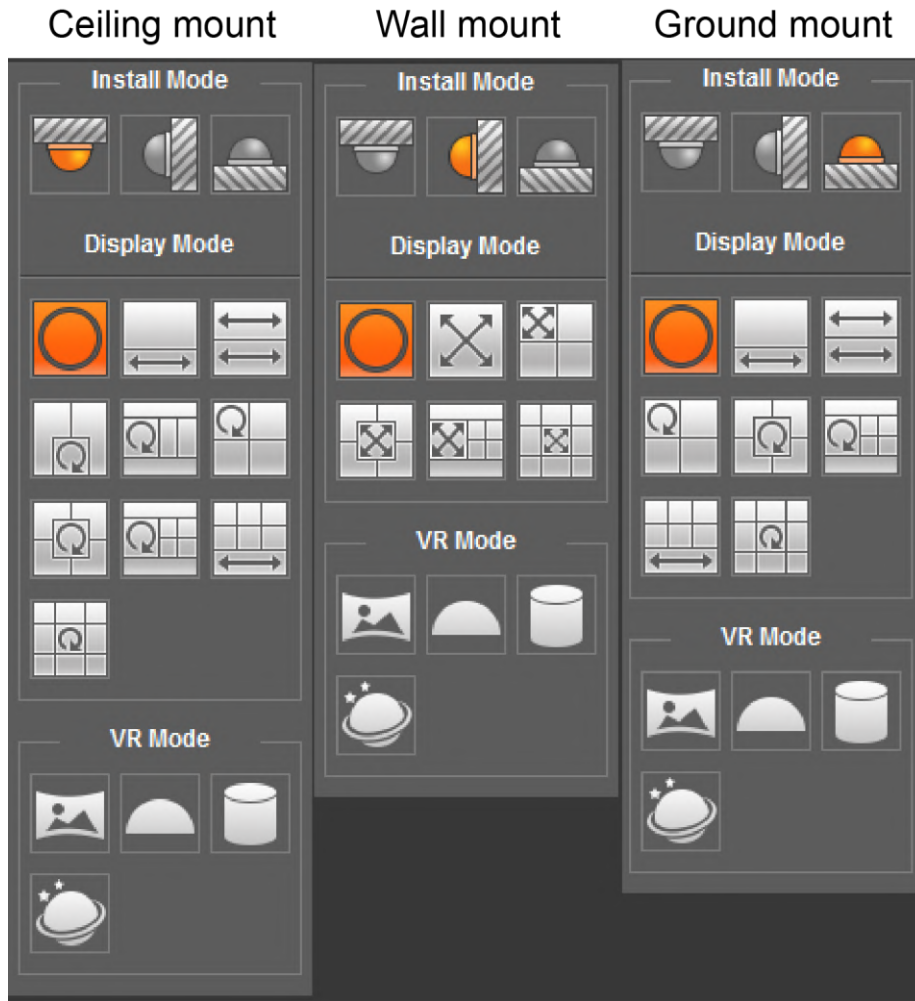 Ceiling mount
Wall mount
Ground mount
Install Mode
Install Mode
Install Mode
Display Mode
Display Mode
Display Mode
VR Mode
VR Mode
VR Mode